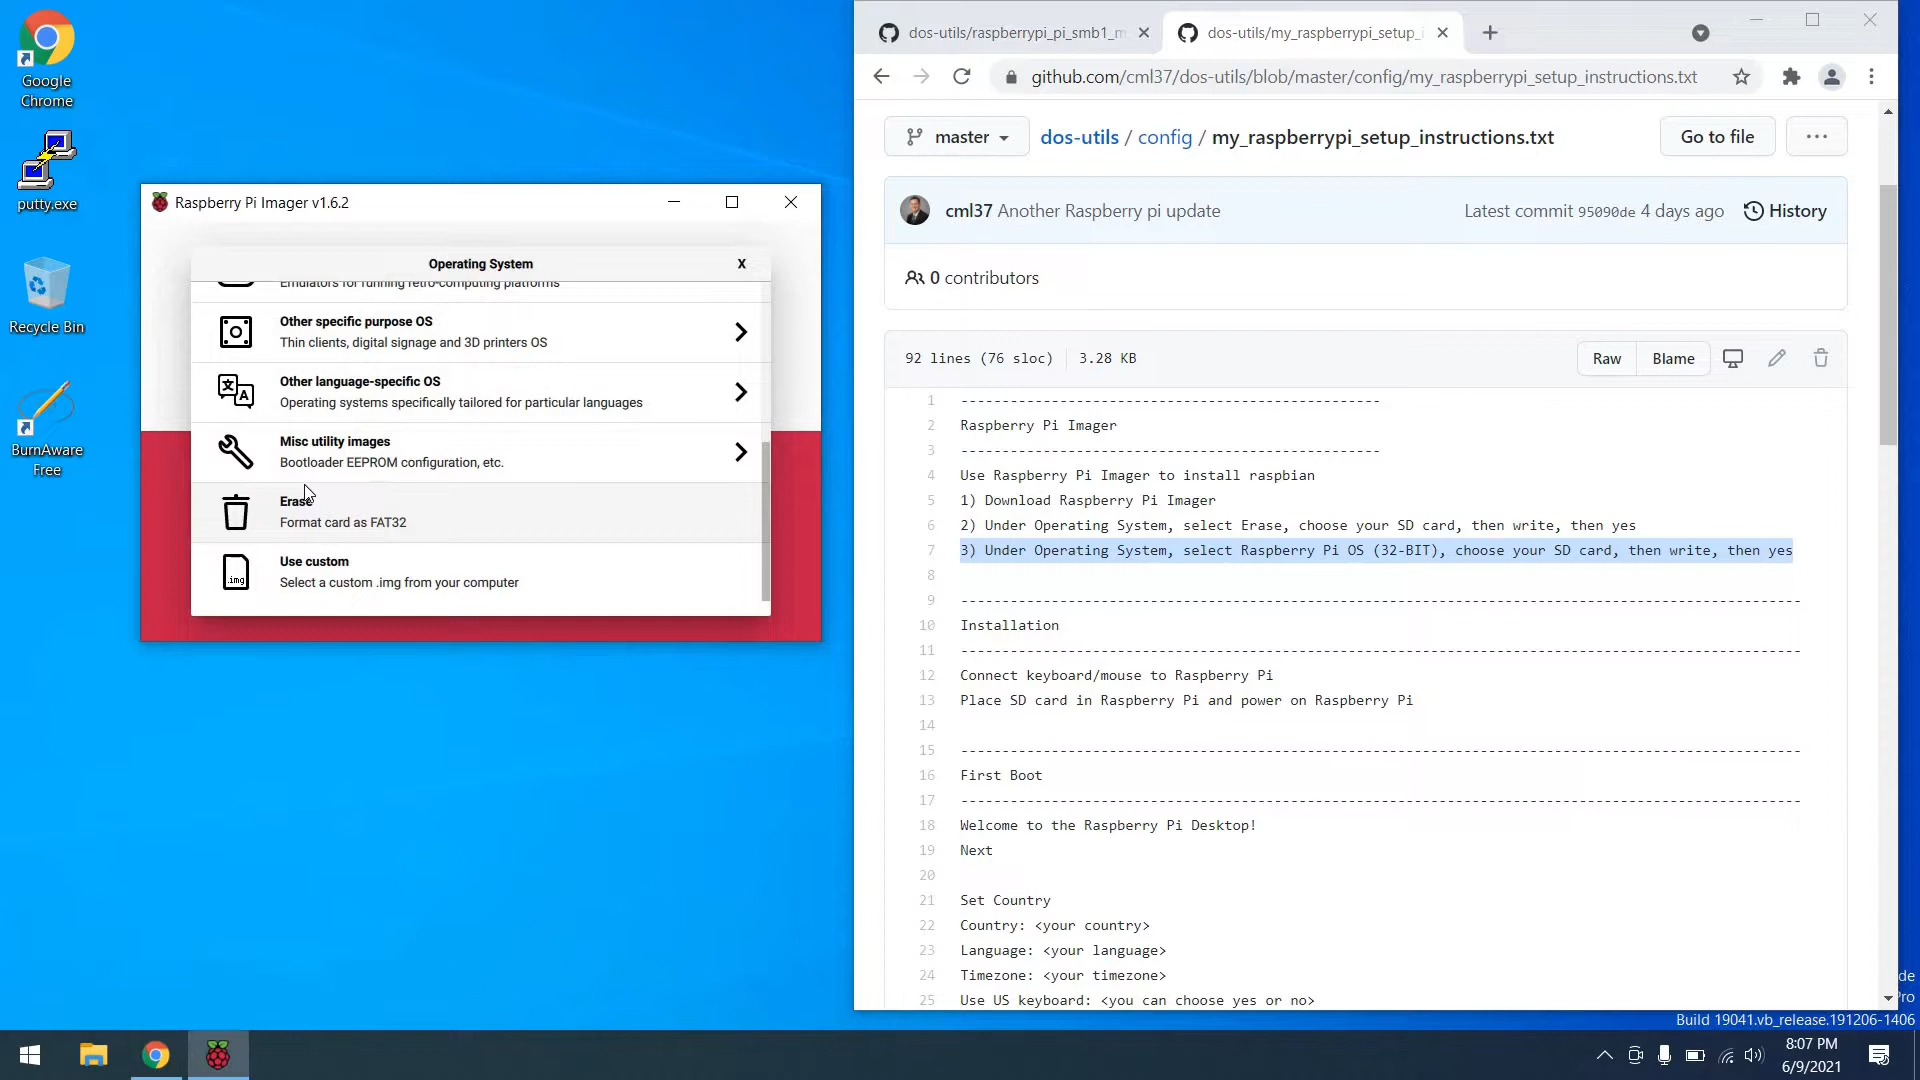 Google
Chrome
putty.exe
Recycle Bin
BurnAware
Free
Raspberry Pi Imager v1.6.2
Operating System
X
Emulators for running retro-computing platforms
Other specific purpose OS
Thin clients, digital signage and 3D printers OS
Other language-specific OS
Operating systems specifically tailored for particular languages
Misc utility images
Bootloader EEPROM configuration, etc.
Erase
Format card as FAT32
.img
Use custom
Select a custom .img from your computer
dos-utils/raspberrypi_pi_smb1_m
dos-utils/my_raspberrypi_setup_i
github.com/cml37/dos-utils/blob/master/config/my_raspberrypi_setup_instructions.txt
master
dos-utils / config / my_raspberrypi_setup_instructions.txt
Go to file
cml37 Another Raspberry pi update
Latest commit 95090de 4 days ago
History
0 contributors
92 lines (76 sloc)
3.28 KB
Raw
Blame
1 ---------------------------------------------------
2 Raspberry Pi Imager
3 ---------------------------------------------------
4 Use Raspberry Pi Imager to install raspbian
5 1) Download Raspberry Pi Imager
6 2) Under Operating System, select Erase, choose your SD card, then write, then yes
7 3) Under Operating System, select Raspberry Pi OS (32-BIT), choose your SD card, then write, then yes
8
9 ------------------------------------------------------------------------------------------------------
10 Installation
11 ------------------------------------------------------------------------------------------------------
12 Connect keyboard/mouse to Raspberry Pi
13 Place SD card in Raspberry Pi and power on Raspberry Pi
14
15 ------------------------------------------------------------------------------------------------------
16 First Boot
17 ------------------------------------------------------------------------------------------------------
18 Welcome to the Raspberry Pi Desktop!
19 Next
20
21 Set Country
22 Country: <your country>
23 Language: <your language>
24 Timezone: <your timezone>
25 Use US keyboard: <you can choose yes or no>
de
Pro
Build 19041.vb_release.191206-1406
8:07 PM
6/9/2021